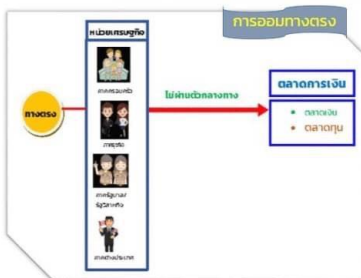 การออมทางตรง
หน่วยเศรษฐกิจ
ภาคครอบครัว
ทางตรง
ไม่ผ่านตัวกลางทาง
ตลาดการเงิน
ตลาดเงิน
ตลาดทุน
ภาคธุรกิจ
ภาครัฐบาล/
รัฐวิสาหกิจ
ภาคต่างประเทศ